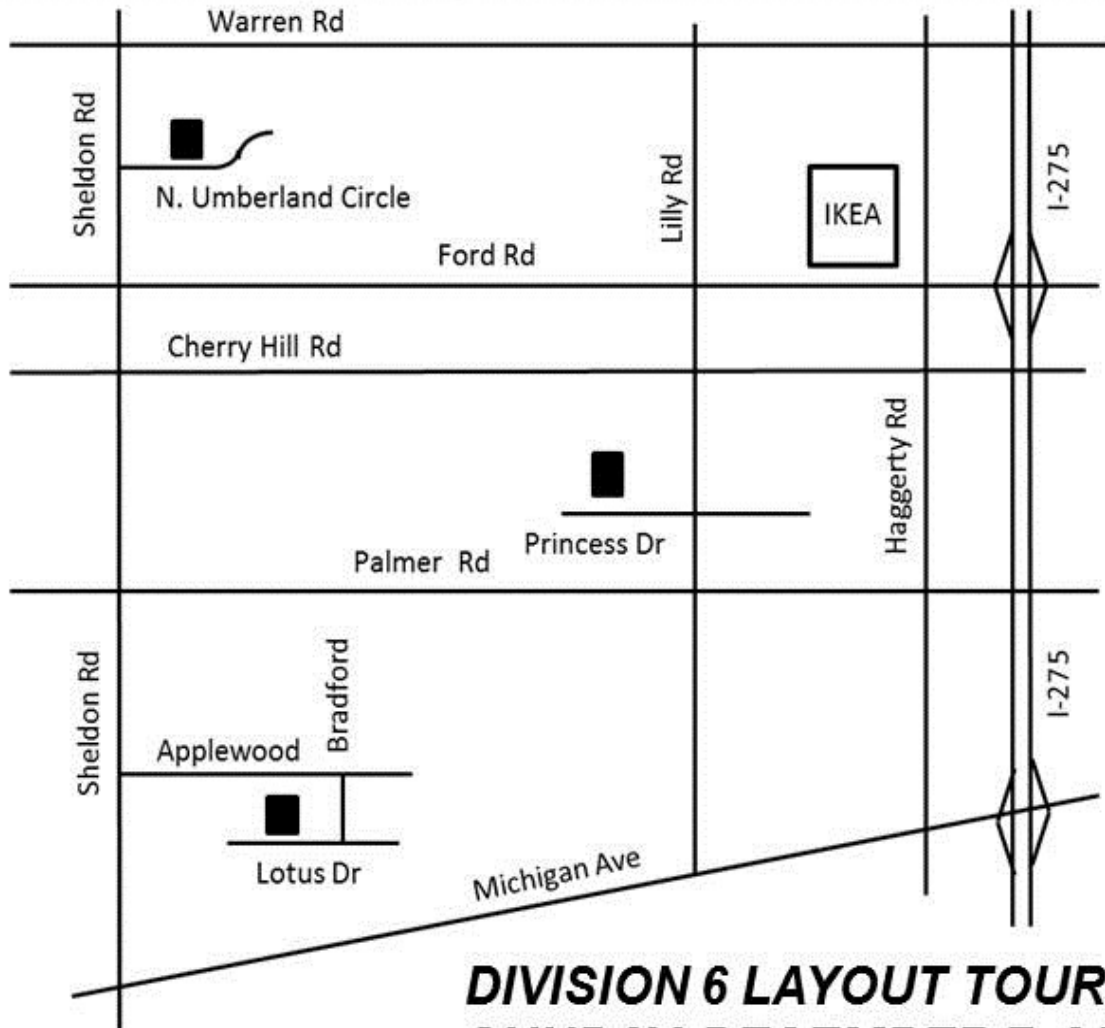 Warren Rd
Sheldon Rd
N. Umberland Circle
Lilly Rd
IKEA
I-275
Ford Rd
Cherry Hill Rd
Haggerty Rd
Princess Dr
Palmer Rd
Sheldon Rd
Bradford
I-275
Applewood
Lotus Dr
Michigan Ave
DIVISION 6 LAYOUT TOUR